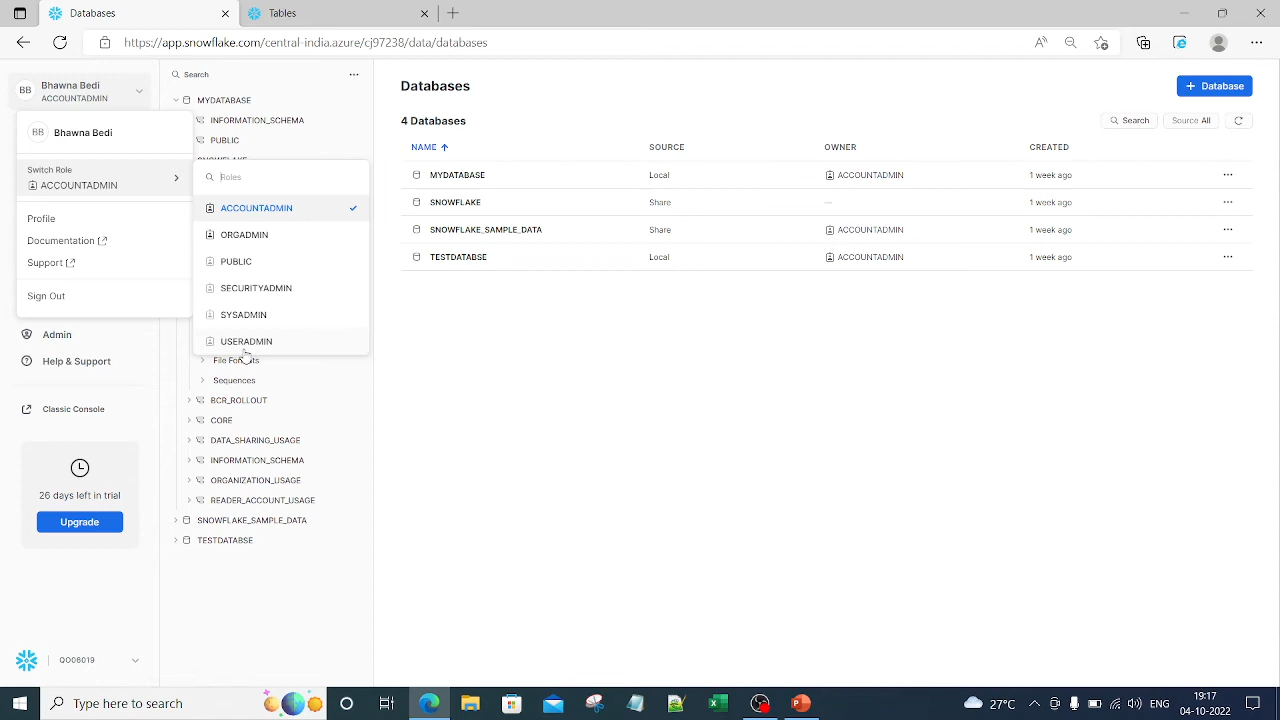 Databases
Tables
https://app.snowflake.com/central-india.azure/cj97238/data/databases
BB
Bhawna Bedi
ACCOUNTADMIN
BB
Bhawna Bedi
Switch Role
ACCOUNTADMIN
Profile
Documentation
Support
Sign Out
Admin
Help & Support
Classic Console
26 days left in trial
Upgrade
QO06019
Search
MYDATABASE
INFORMATION_SCHEMA
PUBLIC
Roles
ACCOUNTADMIN
ORGADMIN
PUBLIC
SECURITYADMIN
SYSADMIN
USERADMIN
File Formats
Sequences
BCR_ROLLOUT
CORE
DATA_SHARING_USAGE
INFORMATION_SCHEMA
ORGANIZATION_USAGE
READER_ACCOUNT_USAGE
SNOWFLAKE_SAMPLE_DATA
TESTDATABSE
Databases
+ Database
4 Databases
Search
Source All
NAME SOURCE OWNER CREATED
MYDATABASE Local ACCOUNTADMIN 1 week ago
SNOWFLAKE Share — 1 week ago
SNOWFLAKE_SAMPLE_DATA Share ACCOUNTADMIN 1 week ago
TESTDATABSE Local ACCOUNTADMIN 1 week ago
Type here to search
27°C
ENG
19:17
04-10-2022